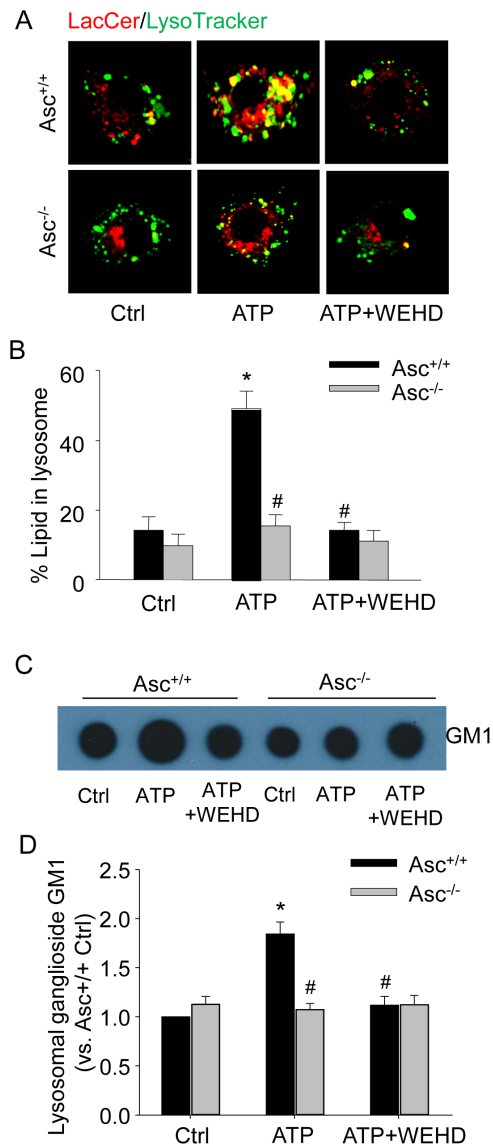 A
LacCer/LysoTracker
Asc+/+
Asc-/-
Ctrl ATP ATP+WEHD
B
% Lipid in lysosome
60
40
20
0
Asc+/+
Asc-/-
*
#
#
Ctrl ATP ATP+WEHD
C
Asc+/+ Asc-/-
GM1
Ctrl ATP ATP +WEHD Ctrl ATP ATP +WEHD
D
Lysosomal ganglioside GM1
(vs. Asc+/+ Ctrl)
2.5
2.0
1.5
1.0
0.5
0.0
Asc+/+
Asc-/-
*
#
#
Ctrl ATP ATP+WEHD